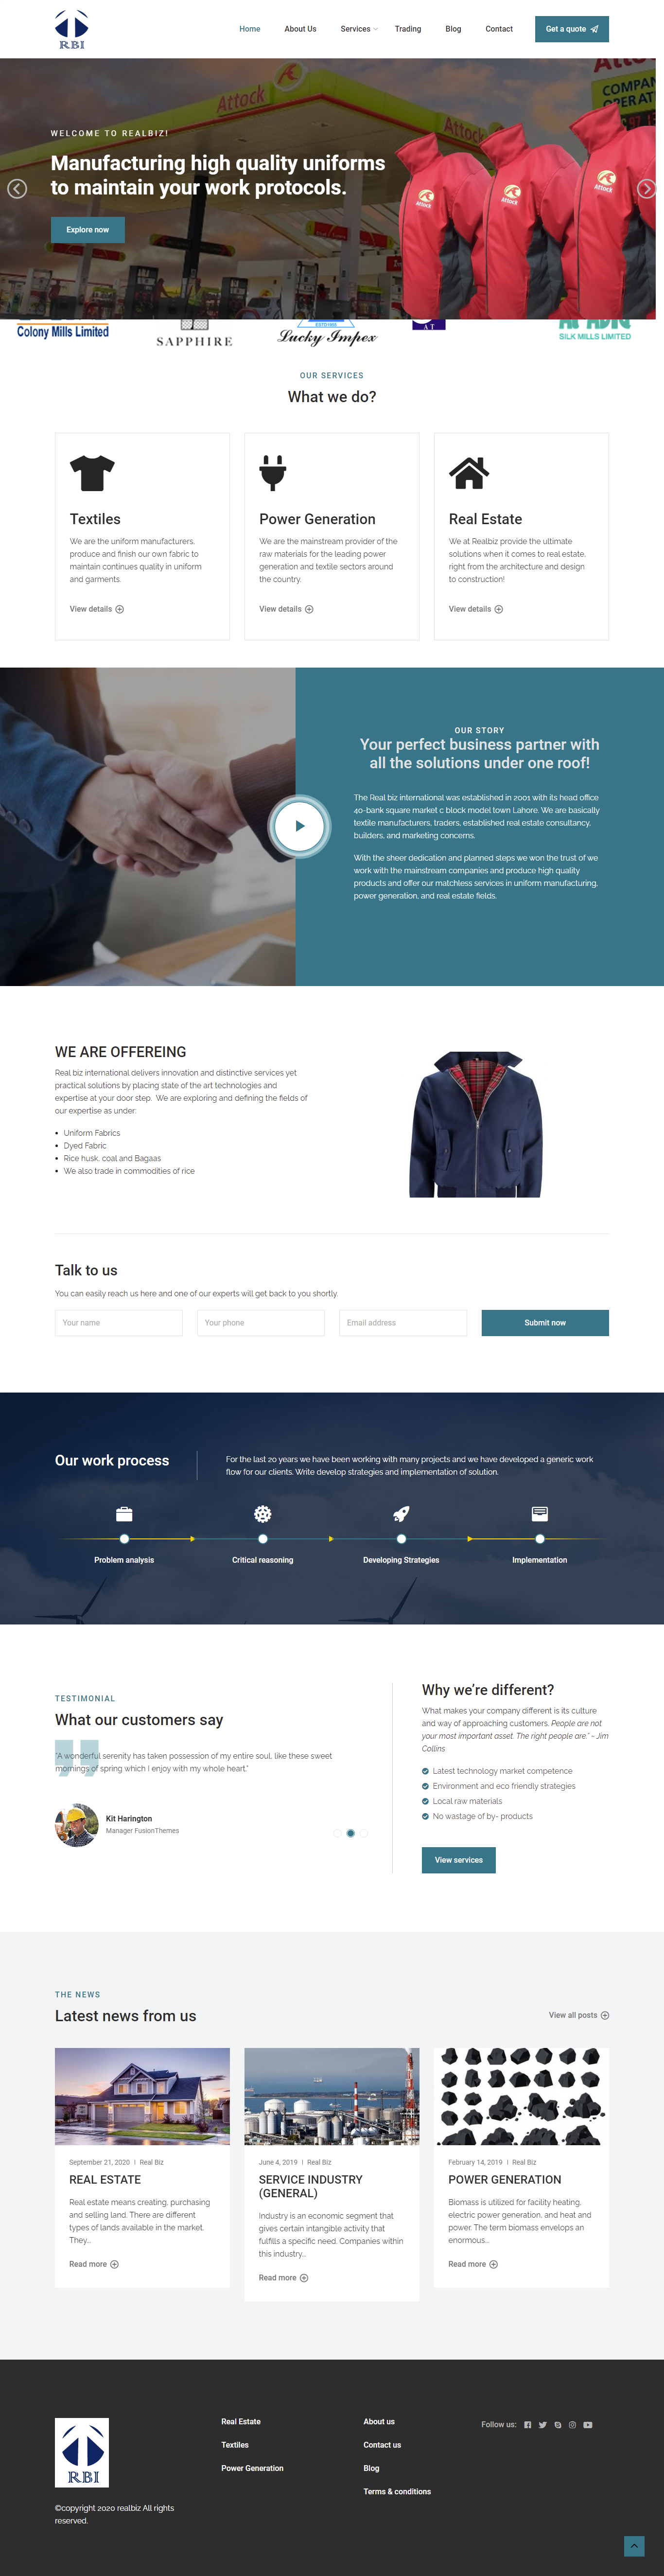 RBI
Home
About Us
Services
Trading
Blog
Contact
Get a quote
Attock
Attock
Attock
COMPAN
OPERAT
WELCOME TO REALBIZ!
Manufacturing high quality uniforms
to maintain your work protocols.
Explore now
Attock
Attock
Attock
Colony Mills Limited
SAPPHIRE
ESTD 1985
Lucky Impex
A T
SILK MILLS LIMITED
OUR SERVICES
What we do?
Textiles
We are the uniform manufacturers,
produce and finish our own fabric to
maintain continues quality in uniform
and garments.
View details
Power Generation
We are the mainstream provider of the
raw materials for the leading power
generation and textile sectors around
the country.
View details
Real Estate
We at Realbiz provide the ultimate
solutions when it comes to real estate,
right from the architecture and design
to construction!
View details
OUR STORY
Your perfect business partner with
all the solutions under one roof!
The Real biz international was established in 2001 with its head office
40-bank square market c block model town Lahore. We are basically
textile manufacturers, traders, established real estate consultancy,
builders, and marketing concerns.
With the sheer dedication and planned steps we won the trust of we
work with the mainstream companies and produce high quality
products and offer our matchless services in uniform manufacturing,
power generation, and real estate fields.
WE ARE OFFEREING
Real biz international delivers innovation and distinctive services yet
practical solutions by placing state of the art technologies and
expertise at your door step. We are exploring and defining the fields of
our expertise as under:
• Uniform Fabrics
• Dyed Fabric
• Rice husk, coal and Bagaas
• We also trade in commodities of rice
Talk to us
You can easily reach us here and one of our experts will get back to you shortly.
Your name
Your phone
Email address
Submit now
Our work process
For the last 20 years we have been working with many projects and we have developed a generic work
flow for our clients. Write develop strategies and implementation of solution.
Problem analysis
Critical reasoning
Developing Strategies
Implementation
TESTIMONIAL
What our customers say
"A wonderful serenity has taken possession of my entire soul, like these sweet
mornings of spring which I enjoy with my whole heart."
Kit Harington
Manager FusionThemes
Why we're different?
What makes your company different is its culture
and way of approaching customers. People are not
your most important asset. The right people are." - Jim
Collins
Latest technology market competence
Environment and eco friendly strategies
Local raw materials
No wastage of by- products
View services
THE NEWS
Latest news from us
View all posts
September 21, 2020 | Real Biz
REAL ESTATE
Real estate means creating, purchasing
and selling land. There are different
types of lands available in the market.
They...
Read more
June 4, 2019 | Real Biz
SERVICE INDUSTRY
(GENERAL)
Industry is an economic segment that
gives certain intangible activity that
fulfills a specific need. Companies within
this industry...
Read more
February 14, 2019 | Real Biz
POWER GENERATION
Biomass is utilized for facility heating,
electric power generation, and heat and
power. The term biomass envelops an
enormous...
Read more
RBI
©copyright 2020 realbiz All rights
reserved.
Real Estate
Textiles
Power Generation
About us
Contact us
Blog
Terms & conditions
Follow us: